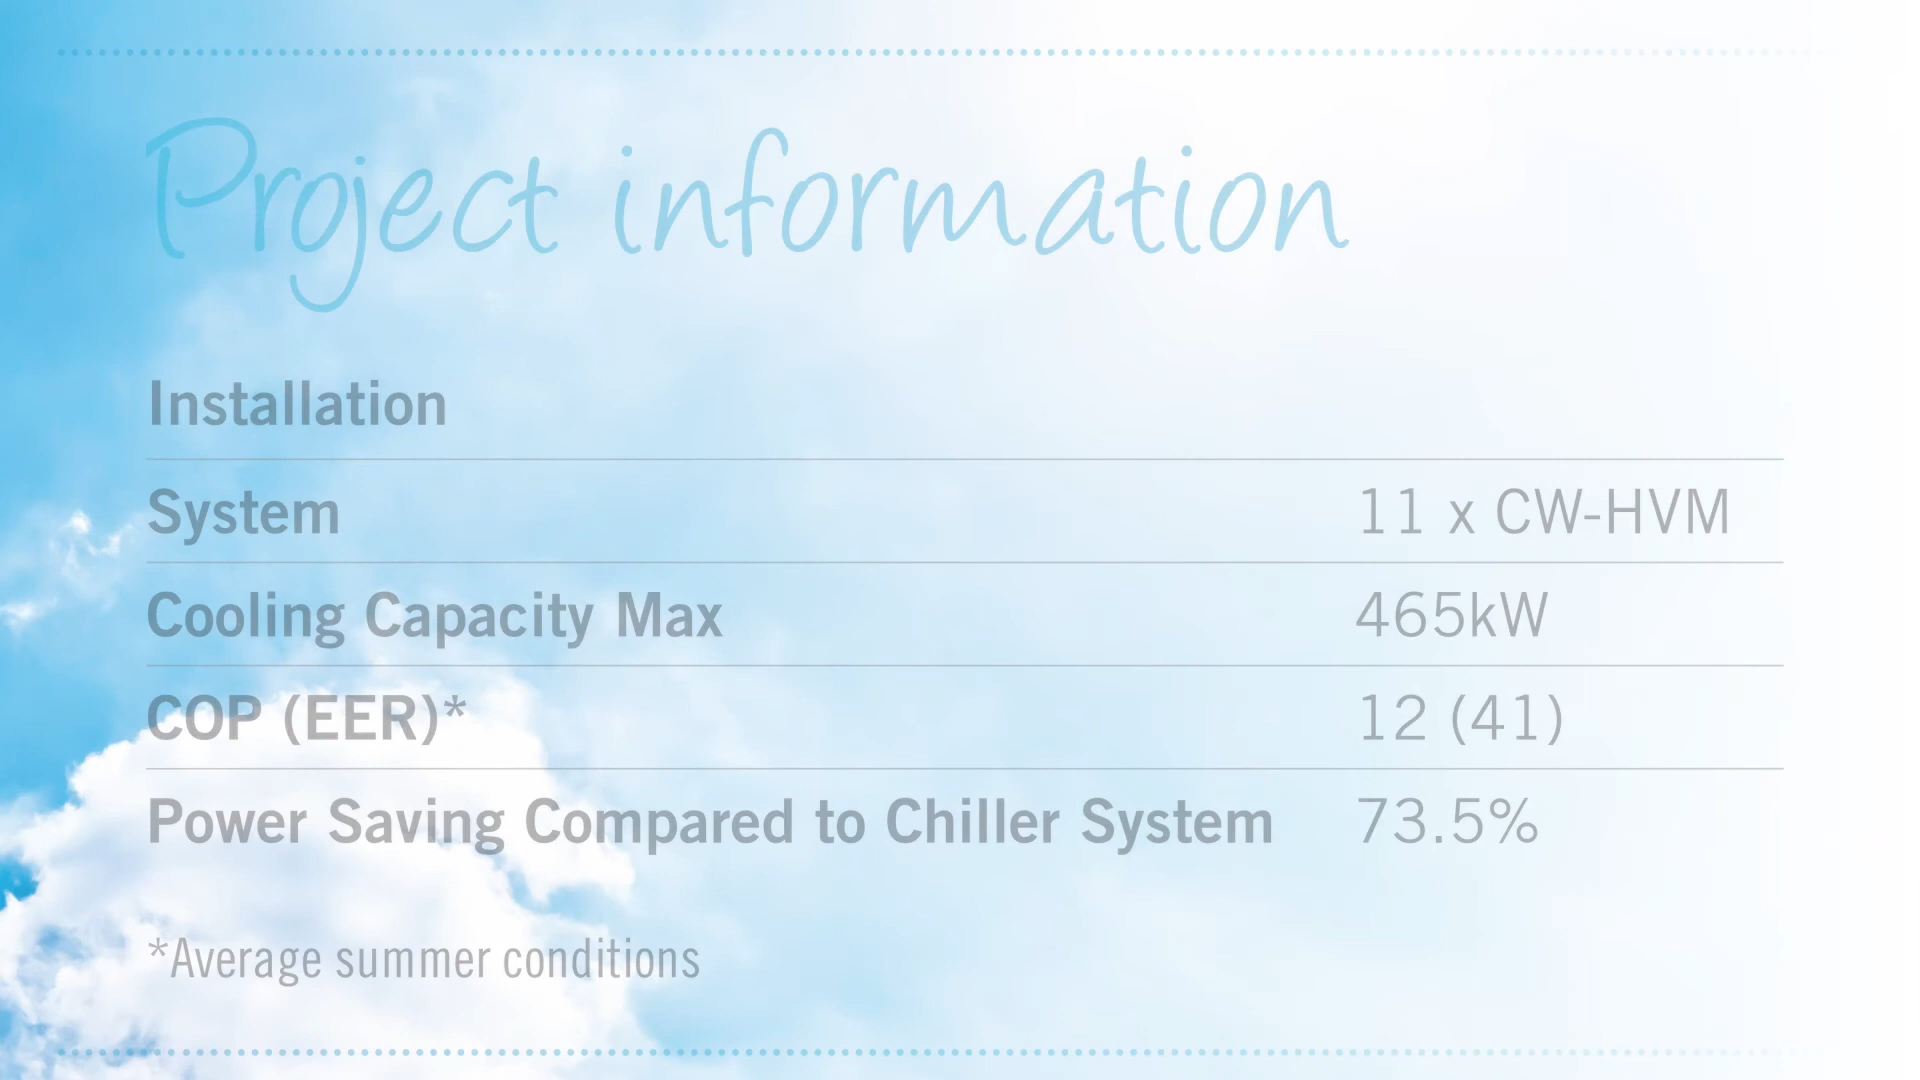 Project information
Installation
System 11 x CW-HVM
Cooling Capacity Max 465kW
COP (EER)* 12 (41)
Power Saving Compared to Chiller System 73.5%
*Average summer conditions